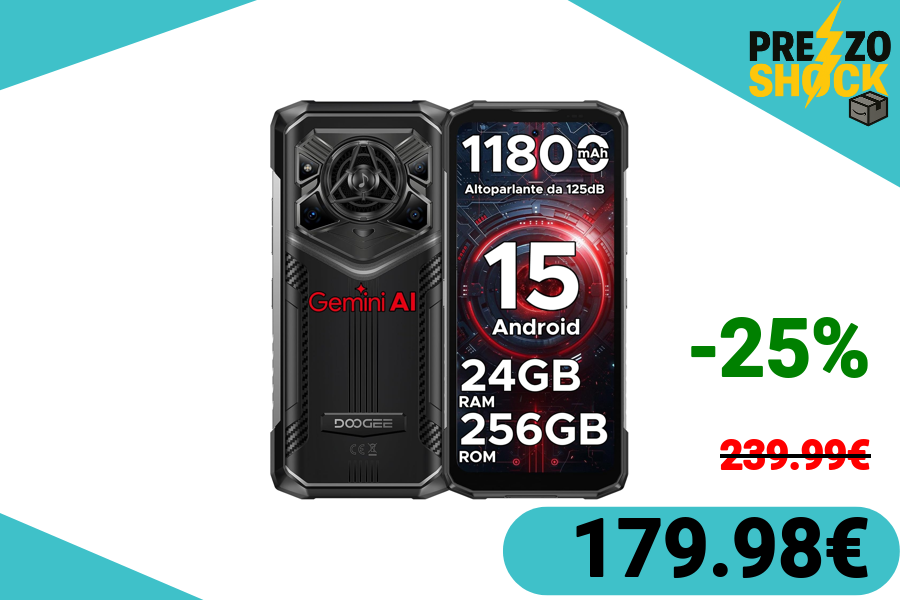 PREZZO
SHOCK
11800 mAh
Altoparlante da 125dB
15
Android
Gemini AI
24GB
RAM
256GB
ROM
DOOGEE
CE
-25%
239.99€
179.98€